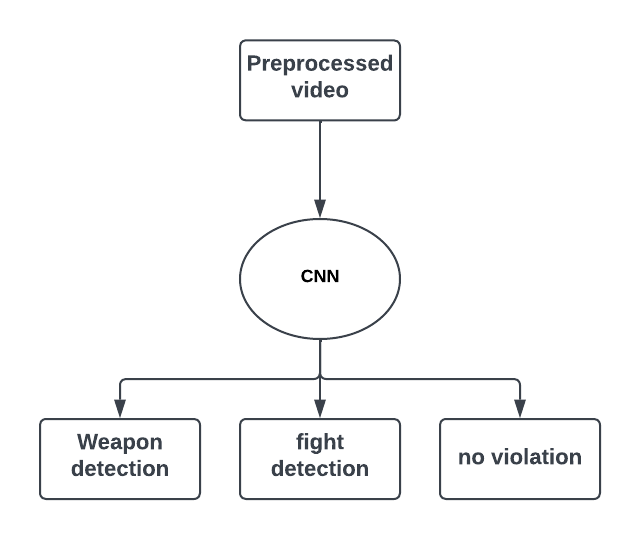 Preprocessed
video
CNN
Weapon
detection
fight
detection
no violation